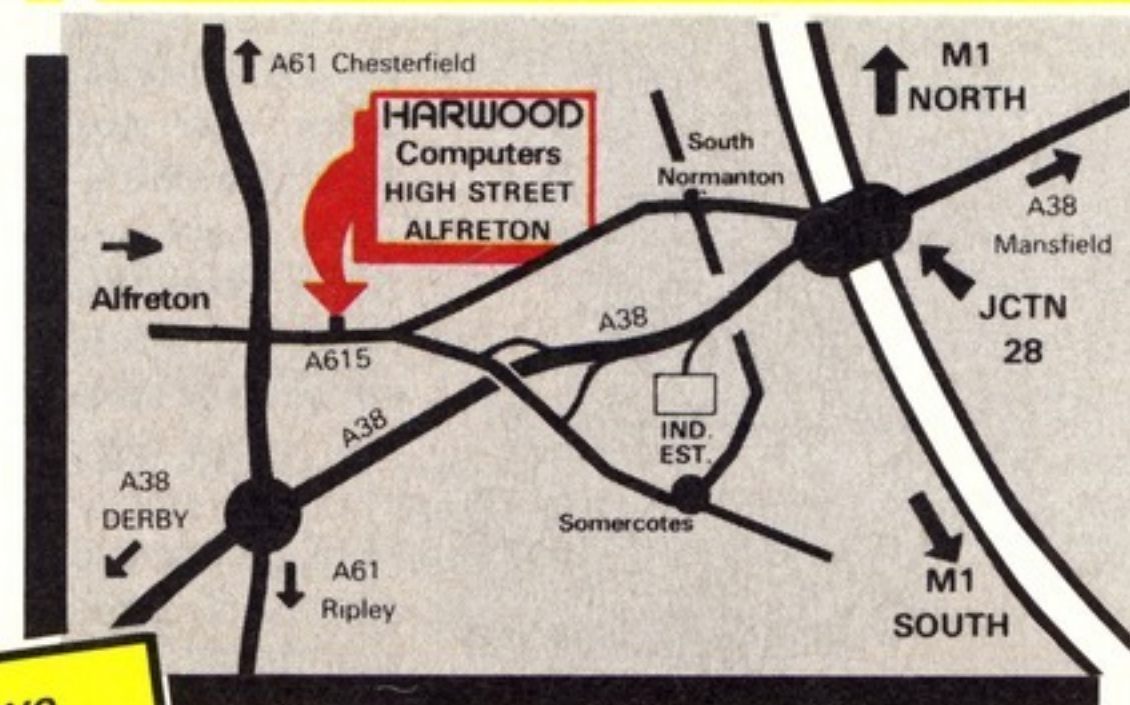 A61 Chesterfield
M1
NORTH
HARWOOD
Computers
HIGH STREET
ALFRETON
South
Normanton
A38
Mansfield
Alfreton
JCTN
28
A38
A615
A38
IND.
EST.
A38
DERBY
Somercotes
A61
Ripley
M1
SOUTH